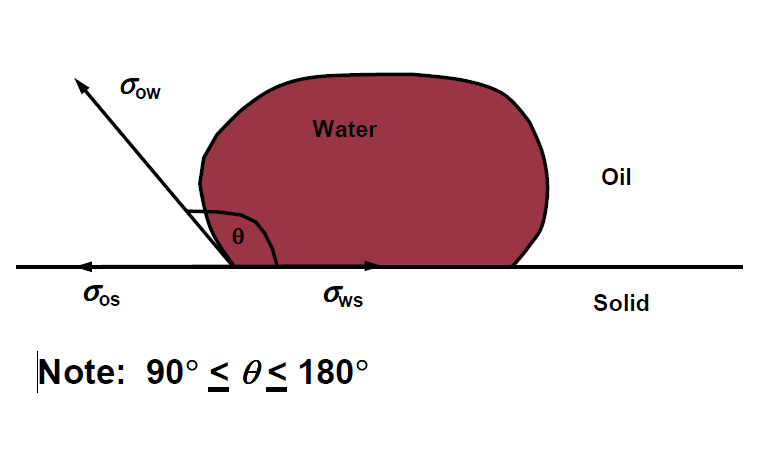 σow
Water
Oil
θ
σos
σws
Solid
Note: 90° ≤ θ ≤ 180°